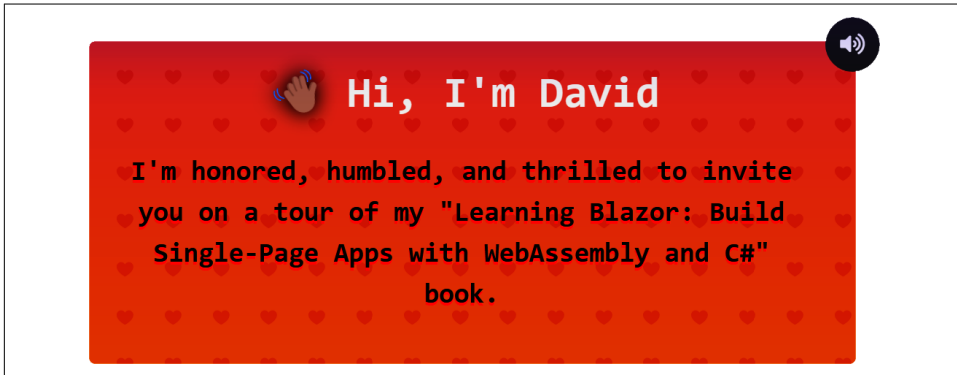 Hi, I'm David
I'm honored, humbled, and thrilled to invite
you on a tour of my "Learning Blazor: Build
Single-Page Apps with WebAssembly and C#"
book.